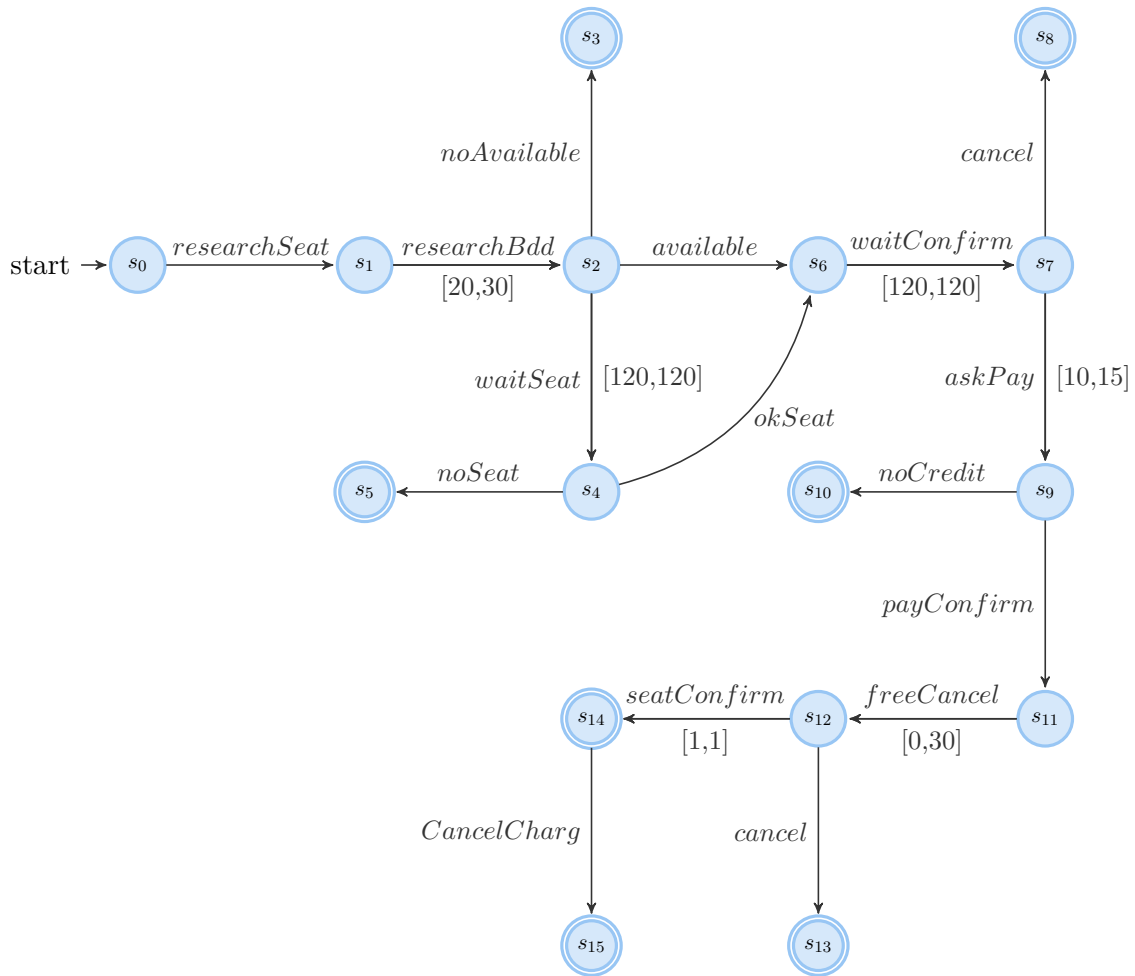 s₃ s₈
noAvailable cancel
start s₀ researchSeat s₁ researchBdd s₂ available s₆ waitConfirm s₇
[20,30] [120,120]
waitSeat [120,120] askPay [10,15]
okSeat
s₅ noSeat s₄ s₁₀ noCredit s₉
payConfirm
s₁₄ seatConfirm s₁₂ freeCancel s₁₁
[1,1] [0,30]
CancelCharg cancel
s₁₅ s₁₃